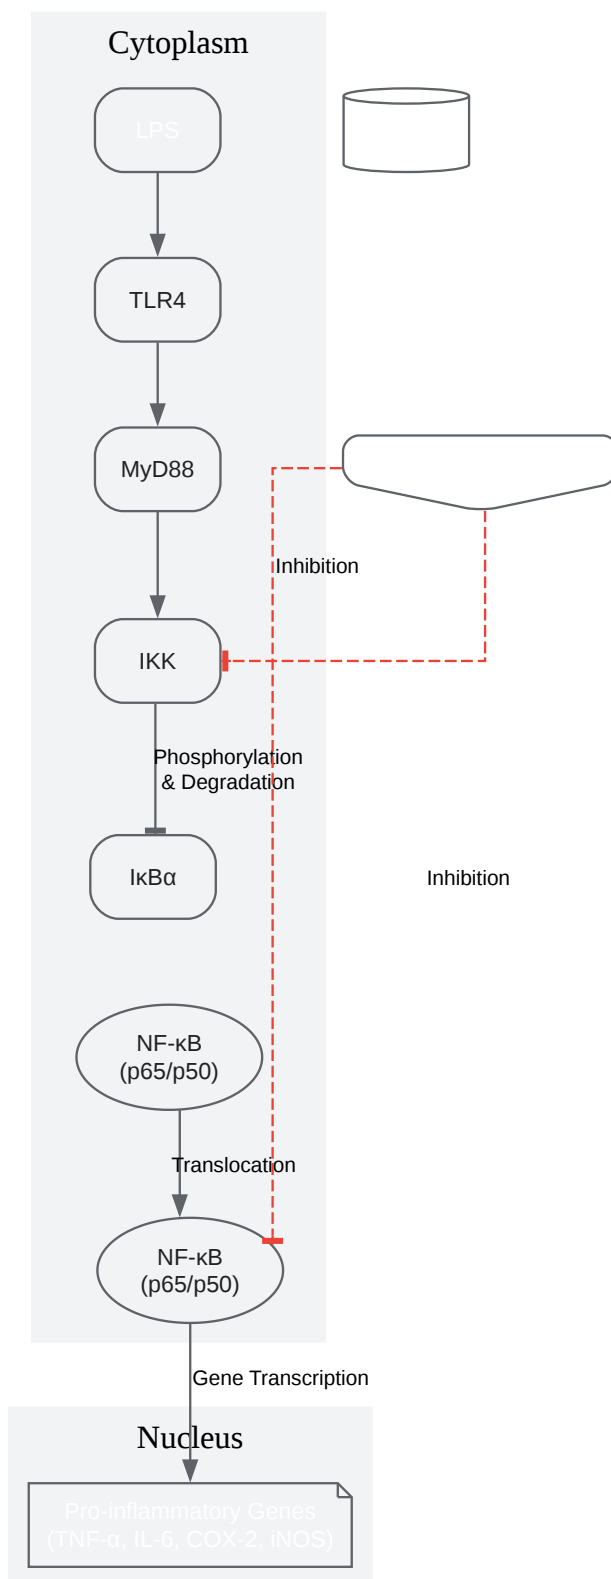 Cytoplasm
LPS
TLR4
MyD88
Inhibition
IKK
Phosphorylation
& Degradation
IκBα
Inhibition
NF-κB
(p65/p50)
Translocation
NF-κB
(p65/p50)
Gene Transcription
Nucleus
Pro-inflammatory Genes
(TNF-α, IL-6, COX-2, iNOS)